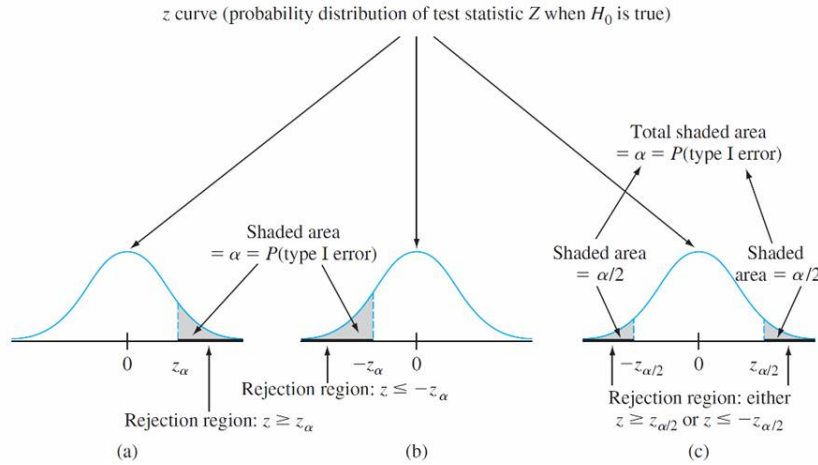 z curve (probability distribution of test statistic Z when H₀ is true)
Total shaded area
= α = P(type I error)
Shaded area
= α = P(type I error)
Shaded area
= α/2
Shaded
area = α/2
0
zα
−zα
0
−zα/2
0
zα/2
Rejection region: z ≤ −zα
Rejection region: z ≥ zα
Rejection region: either
z ≥ zα/2 or z ≤ −zα/2
(a)
(b)
(c)